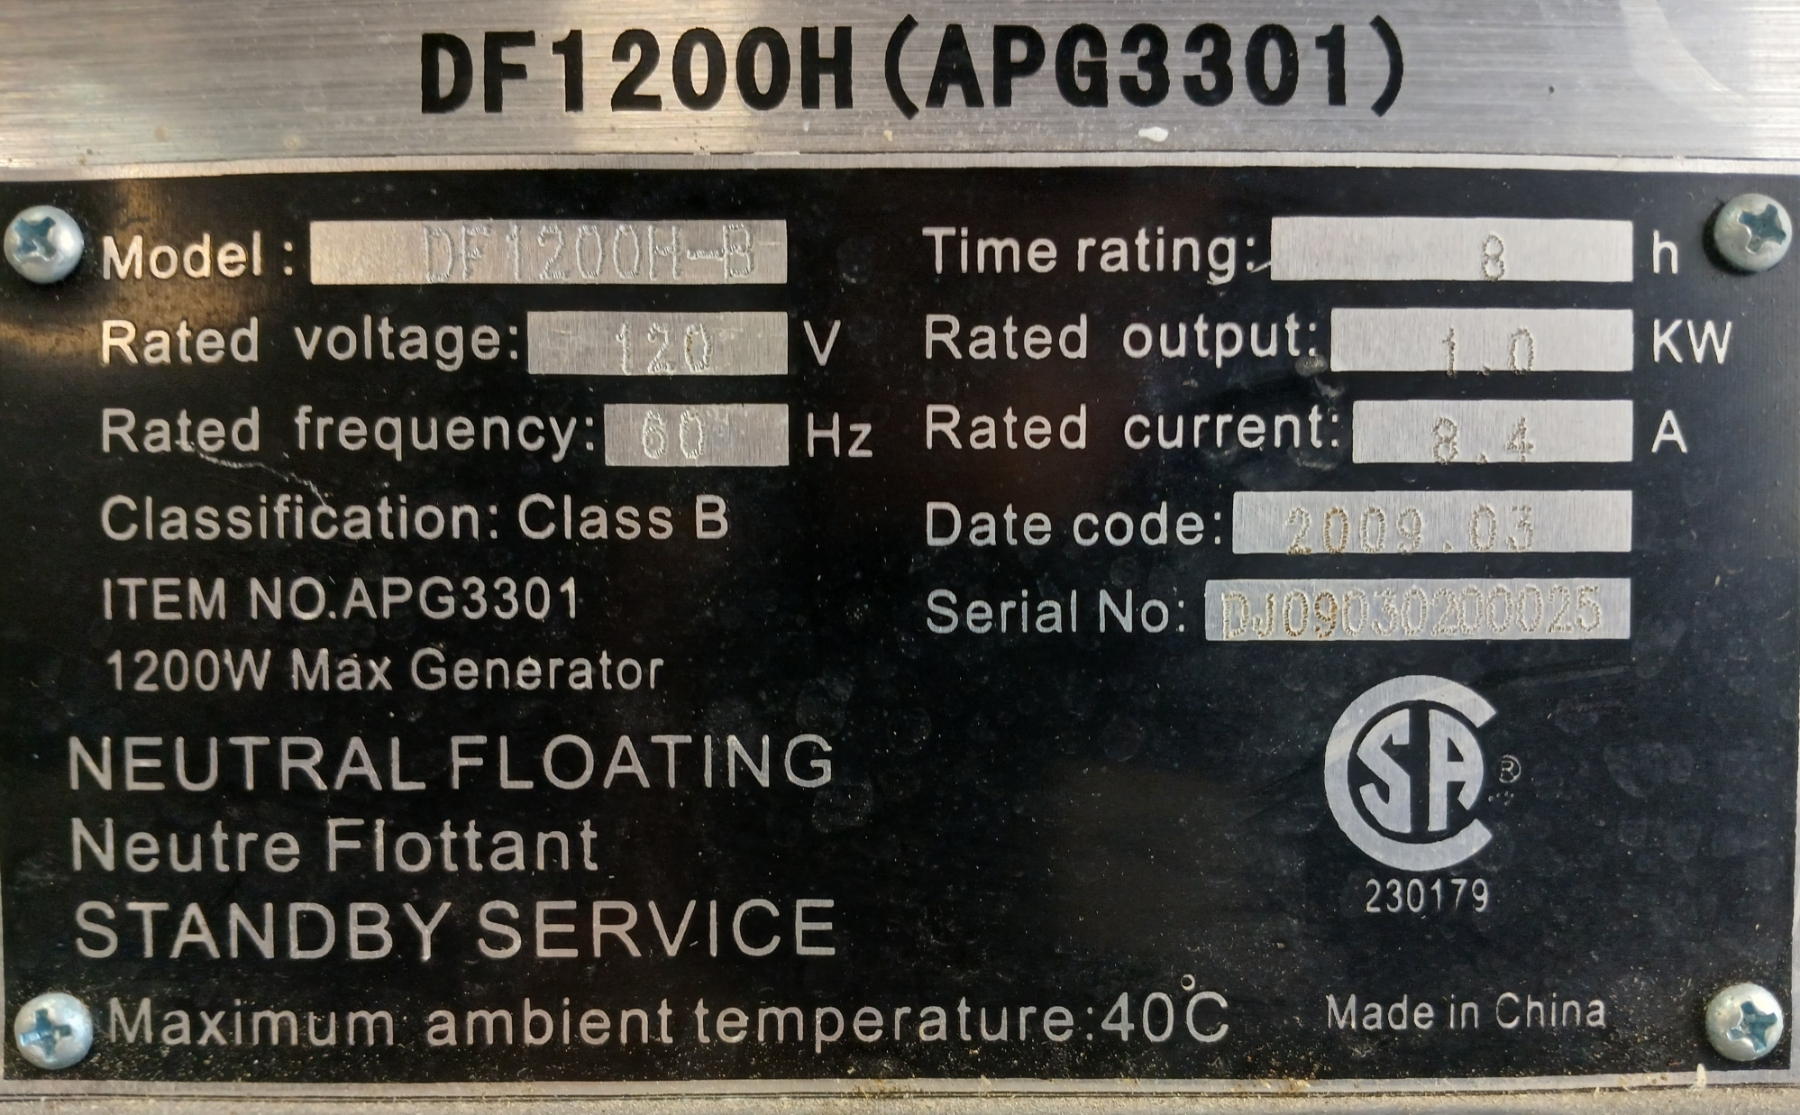 DF1200H(APG3301)
Model: DF1200H-B
Rated voltage: 120 V
Rated frequency: 60 Hz
Classification: Class B
ITEM NO.APG3301
1200W Max Generator
NEUTRAL FLOATING
Neutre Flottant
STANDBY SERVICE
Maximum ambient temperature:40°C
Time rating: 8 h
Rated output: 1.0 KW
Rated current: 8.4 A
Date code: 2009.03
Serial No: DJ09030200025
CSA ®
230179
Made in China